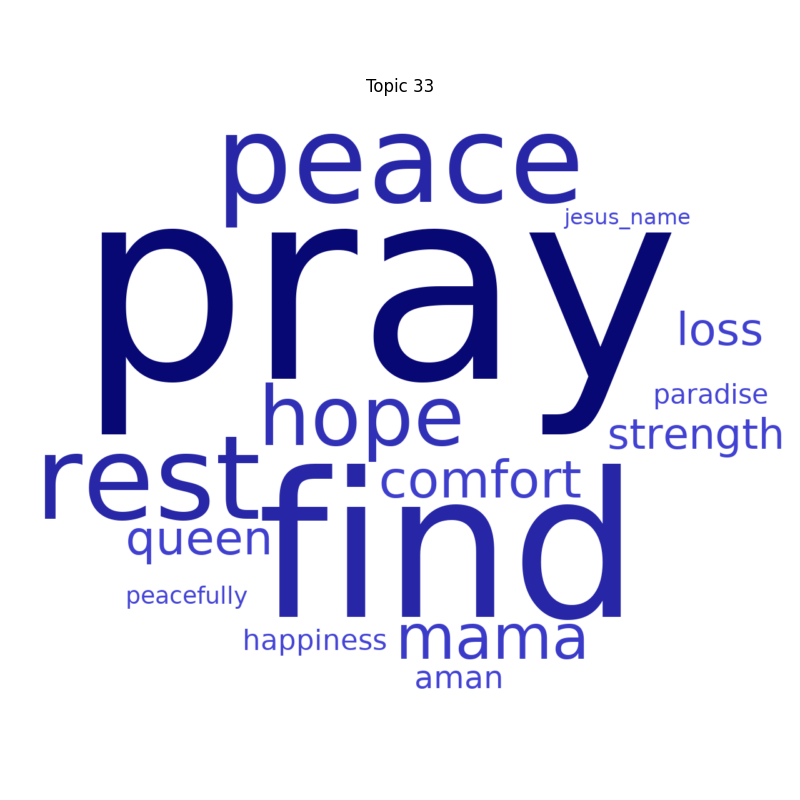 Topic 33
peace
jesus_name
pray
loss
paradise
hope
strength
rest
comfort
find
queen
peacefully
happiness
mama
aman